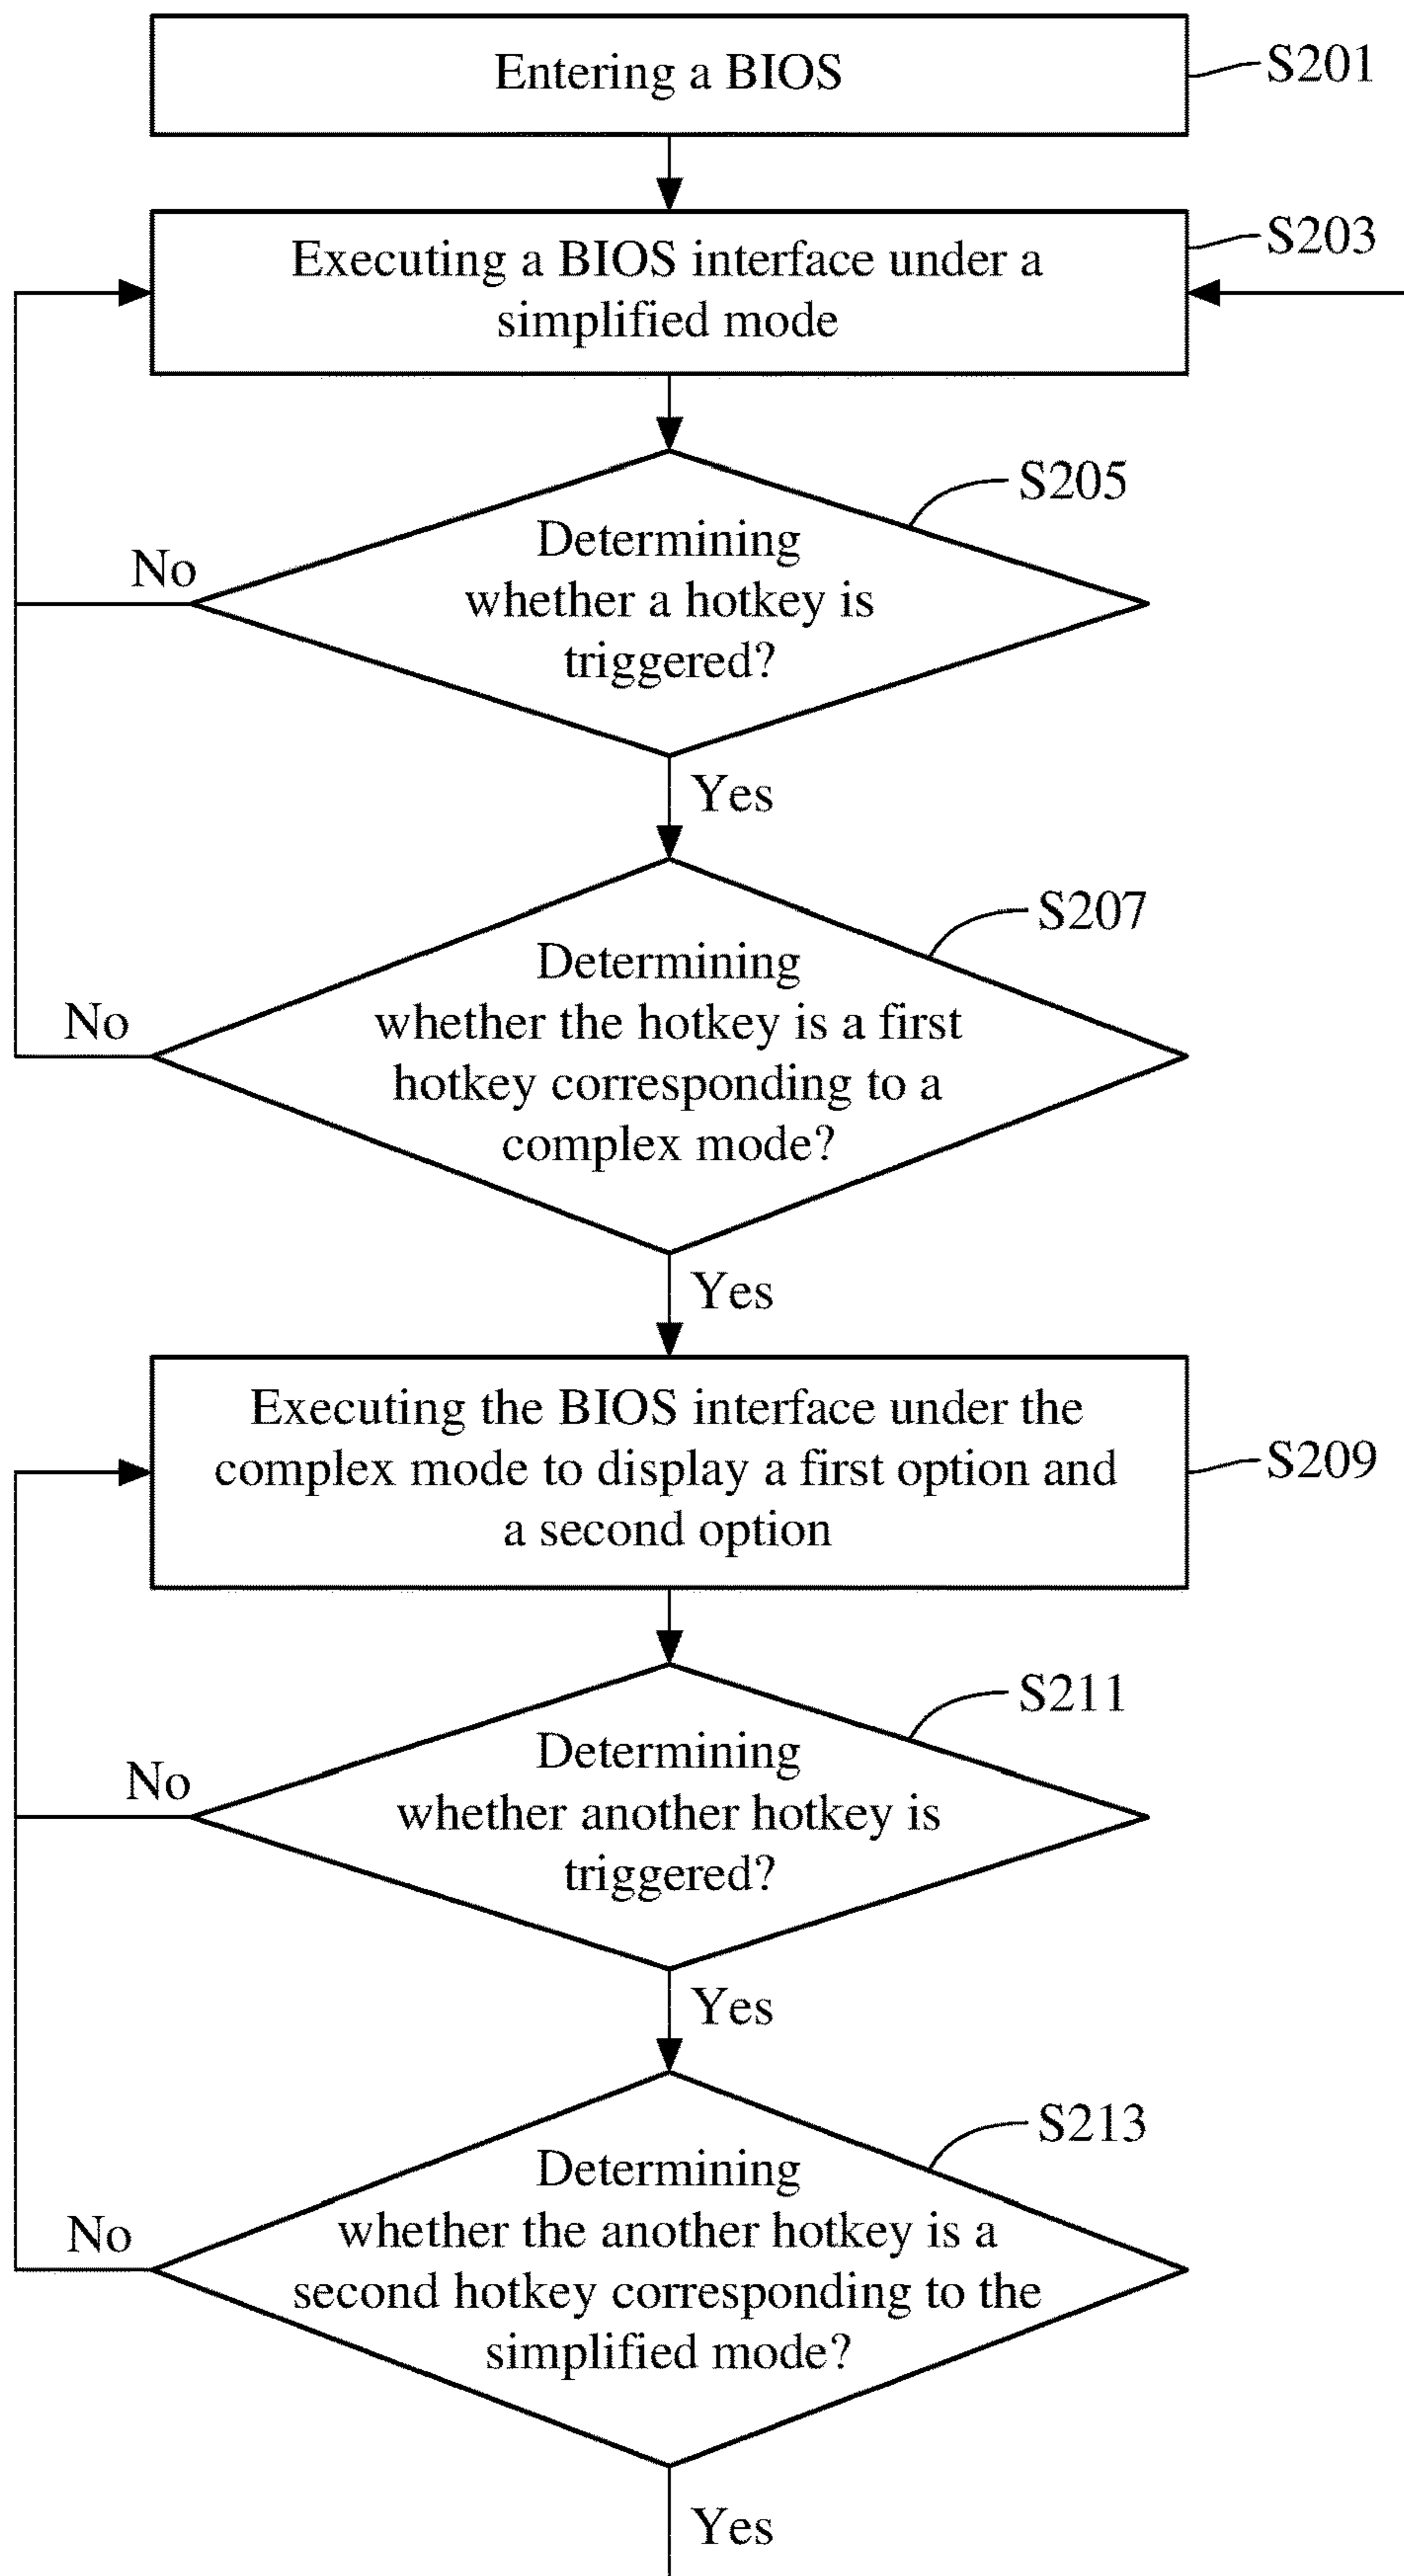 Entering a BIOS
S201
Executing a BIOS interface under a
simplified mode
S203
S205
Determining
whether a hotkey is
triggered?
No
Yes
S207
Determining
whether the hotkey is a first
hotkey corresponding to a
complex mode?
No
Yes
Executing the BIOS interface under the
complex mode to display a first option and
a second option
S209
S211
Determining
whether another hotkey is
triggered?
No
Yes
S213
Determining
whether the another hotkey is a
second hotkey corresponding to the
simplified mode?
No
Yes